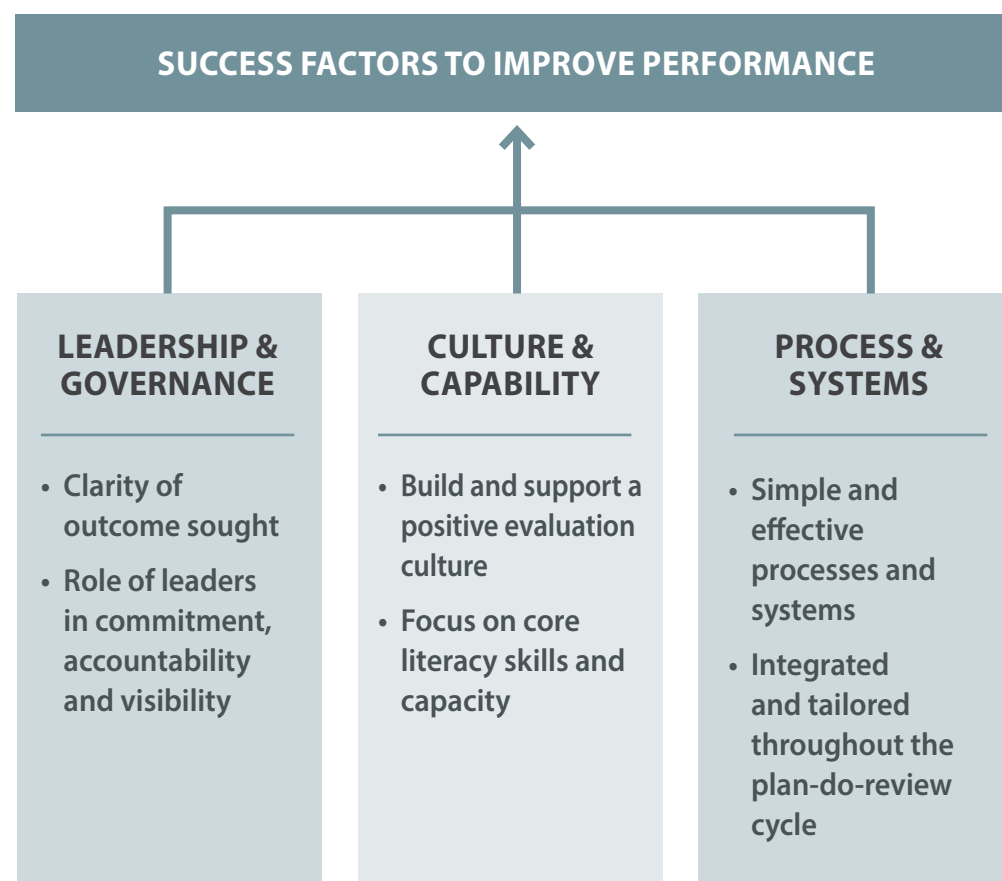 SUCCESS FACTORS TO IMPROVE PERFORMANCE
LEADERSHIP &
GOVERNANCE
• Clarity of
outcome sought
• Role of leaders
in commitment,
accountability
and visibility
CULTURE &
CAPABILITY
• Build and support a
positive evaluation
culture
• Focus on core
literacy skills and
capacity
PROCESS &
SYSTEMS
• Simple and
effective
processes and
systems
• Integrated
and tailored
throughout the
plan-do-review
cycle